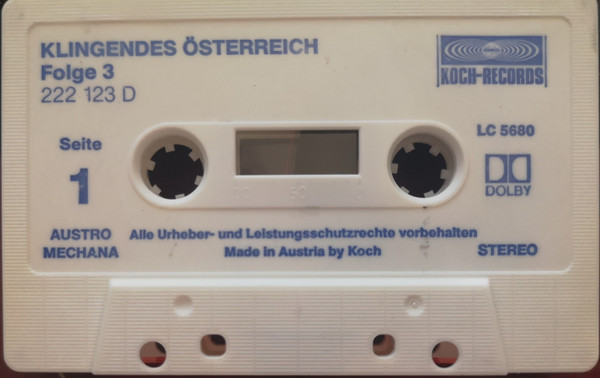 KLINGENDES ÖSTERREICH
Folge 3
222 123 D
KOCH-RECORDS
Seite
1
LC 5680
DOLBY
AUSTRO
MECHANA
Alle Urheber- und Leistungsschutzrechte vorbehalten
Made in Austria by Koch
STEREO